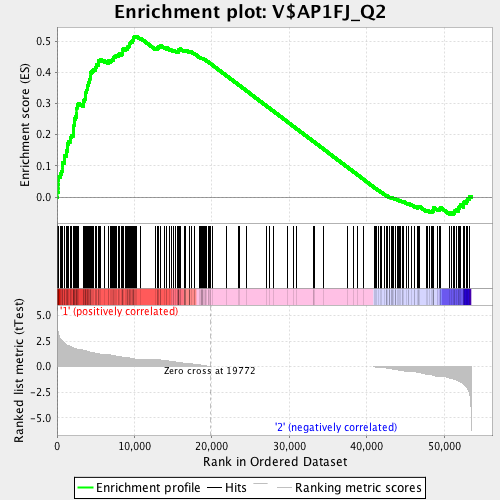 Enrichment plot: V$AP1FJ_Q2
Enrichment score (ES)
0.5
0.4
0.3
0.2
0.1
0.0
'1' (positively correlated)
5.0
2.5
0.0
-2.5
-5.0
Zero cross at 19772
'2' (negatively correlated)
Ranked list metric (tTest)
0
10,000
20,000
30,000
40,000
50,000
Rank in Ordered Dataset
Enrichment profile
Hits
Ranking metric scores